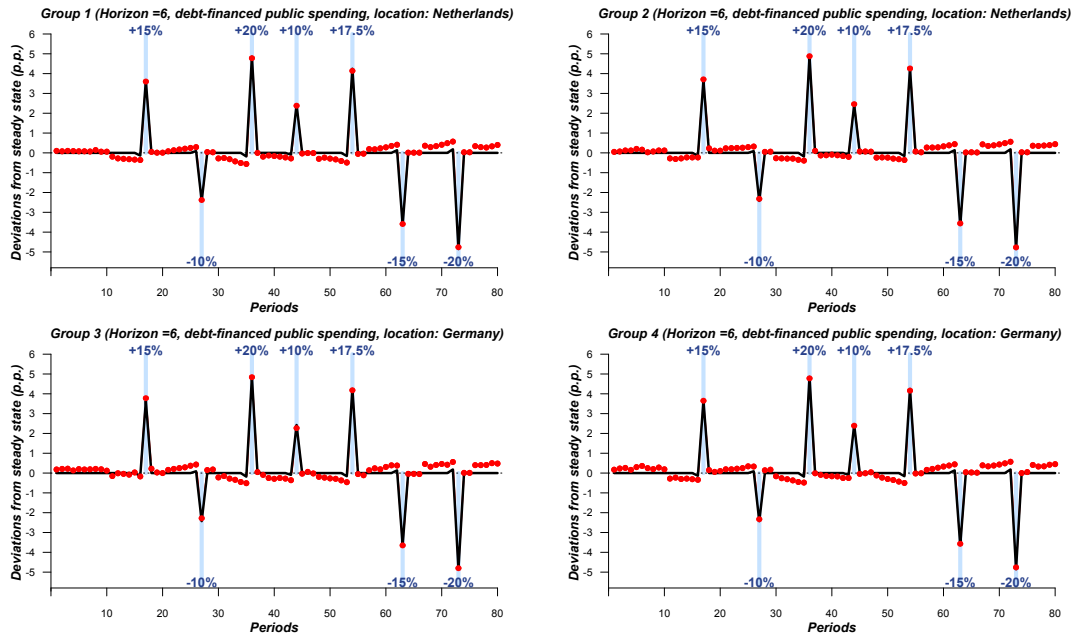 Group 1 (Horizon =6, debt-financed public spending, location: Netherlands)
+15% +20% +10% +17.5%
Deviations from steady state (p.p.)
6
5
4
3
2
1
0
-1
-2
-3
-4
-5
-10% -15% -20%
10 20 30 40 50 60 70 80
Periods
Group 2 (Horizon =6, debt-financed public spending, location: Netherlands)
+15% +20% +10% +17.5%
Deviations from steady state (p.p.)
6
5
4
3
2
1
0
-1
-2
-3
-4
-5
-10% -15% -20%
10 20 30 40 50 60 70 80
Periods
Group 3 (Horizon =6, debt-financed public spending, location: Germany)
+15% +20% +10% +17.5%
Deviations from steady state (p.p.)
6
5
4
3
2
1
0
-1
-2
-3
-4
-5
-10% -15% -20%
10 20 30 40 50 60 70 80
Periods
Group 4 (Horizon =6, debt-financed public spending, location: Germany)
+15% +20% +10% +17.5%
Deviations from steady state (p.p.)
6
5
4
3
2
1
0
-1
-2
-3
-4
-5
-10% -15% -20%
10 20 30 40 50 60 70 80
Periods